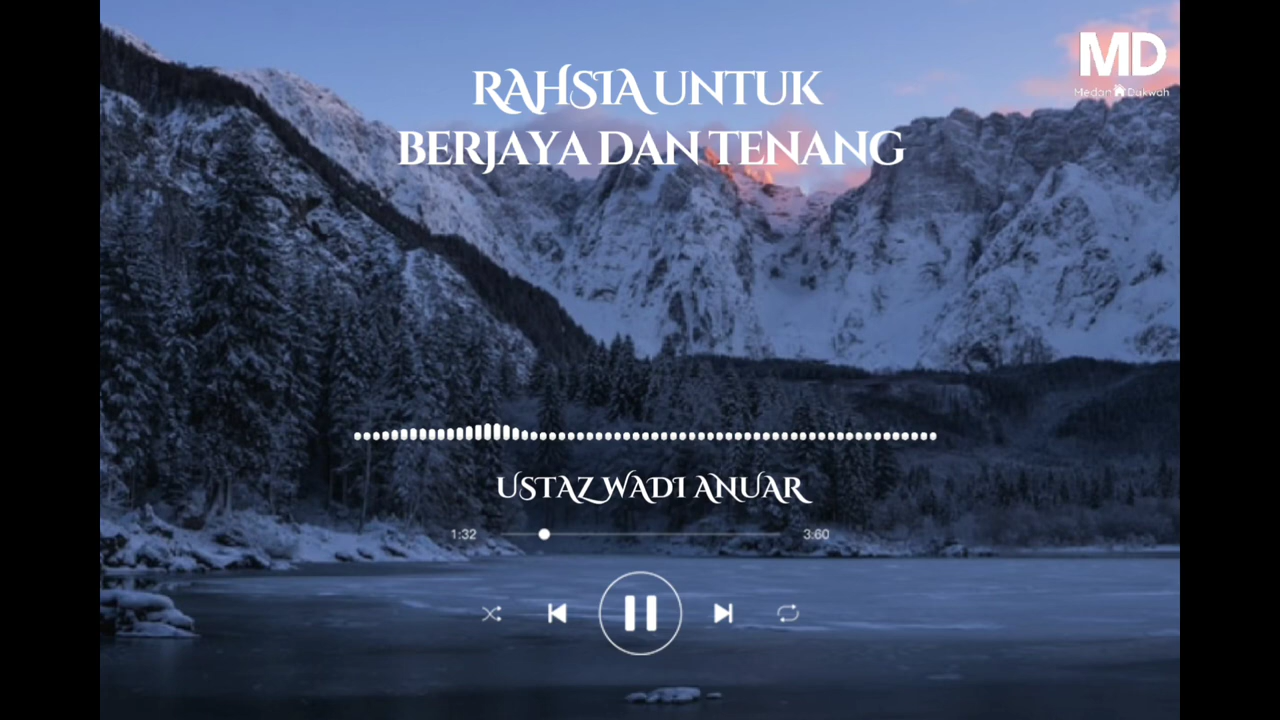 MD
Medan Dakwah
RAHSIA UNTUK
BERJAYA DAN TENANG
USTAZ WADI ANUAR
1:32
3:60